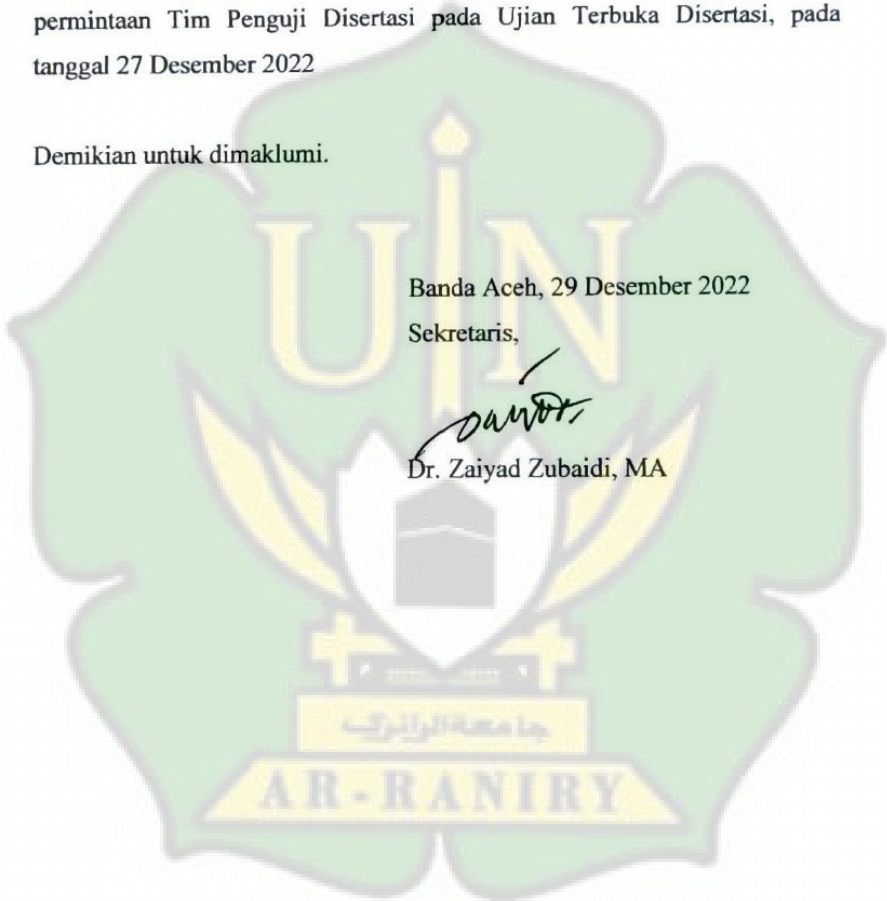 permintaan Tim Penguji Disertasi pada Ujian Terbuka Disertasi, pada
tanggal 27 Desember 2022
Demikian untuk dimaklumi.
UIN
Banda Aceh, 29 Desember 2022
Sekretaris,
Dr. Zaiyad Zubaidi, MA
جامعة الرانري
AR-RANIRY